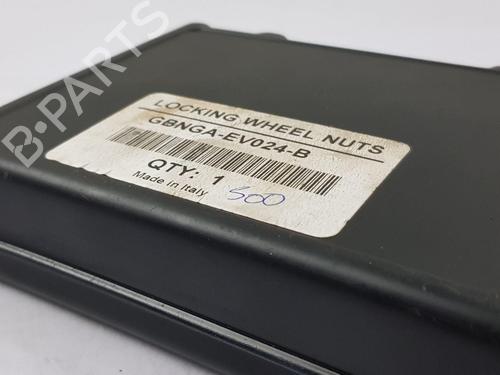 LOCKING WHEEL NUTS
GBNGA-EV024-B
QTY: 1
Made in Italy
500
B-PARTS